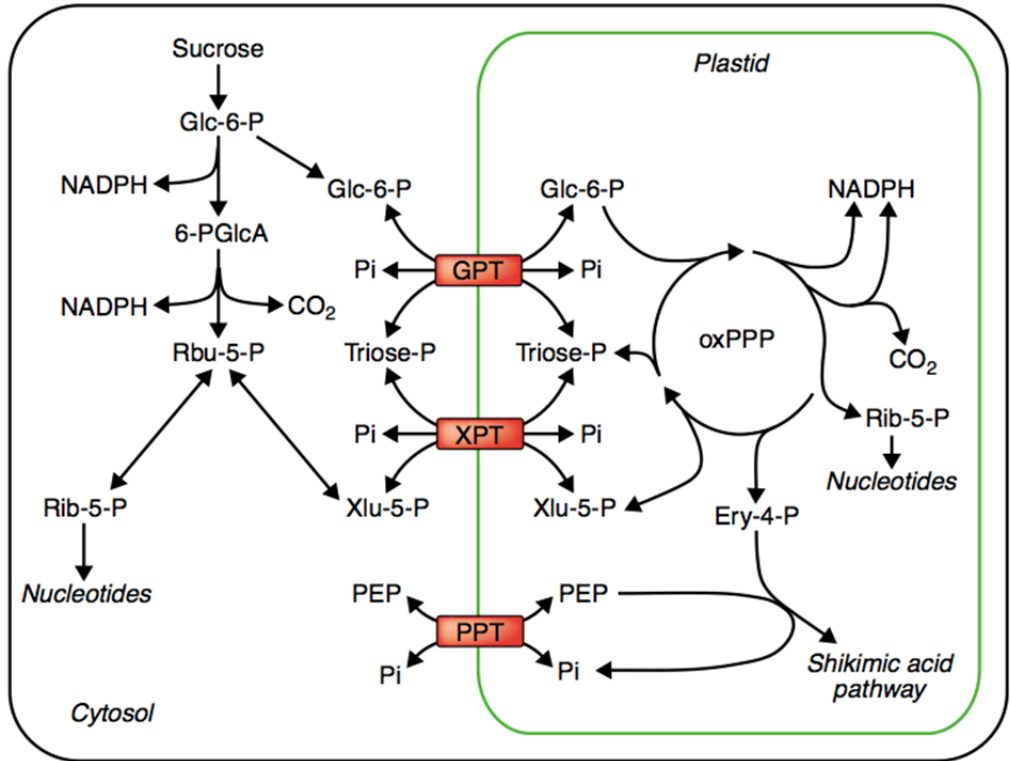 Sucrose
Plastid
Glc-6-P
NADPH
Glc-6-P
Glc-6-P
NADPH
6-PGlcA
Pi
GPT
Pi
NADPH
CO2
Rbu-5-P
Triose-P
Triose-P
oxPPP
CO2
Pi
XPT
Pi
Rib-5-P
Nucleotides
Rib-5-P
Xlu-5-P
Xlu-5-P
Ery-4-P
Nucleotides
PEP
PEP
PPT
Pi
Pi
Shikimic acid
pathway
Cytosol